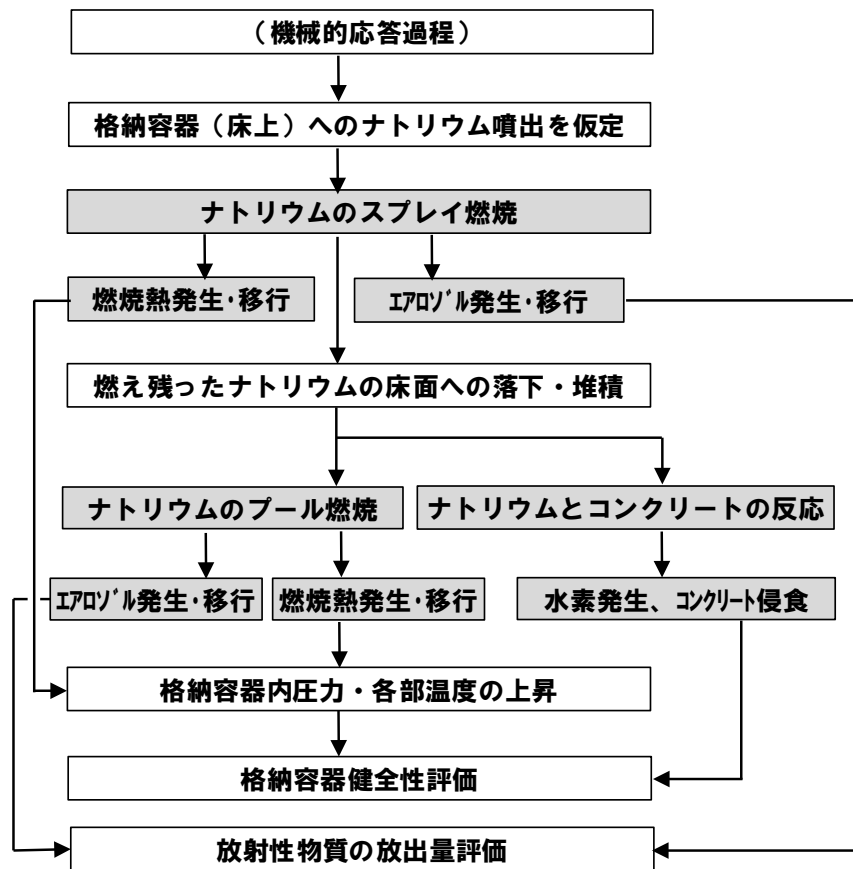 （機械的応答過程）
格納容器（床上）へのナトリウム噴出を仮定
ナトリウムのスプレイ燃焼
燃焼熱発生･移行
ｴｱﾛｿﾞﾙ発生･移行
燃え残ったナトリウムの床面への落下・堆積
ナトリウムのプール燃焼
ナトリウムとコンクリートの反応
ｴｱﾛｿﾞﾙ発生･移行
燃焼熱発生･移行
水素発生、ｺﾝｸﾘｰﾄ侵食
格納容器内圧力・各部温度の上昇
格納容器健全性評価
放射性物質の放出量評価